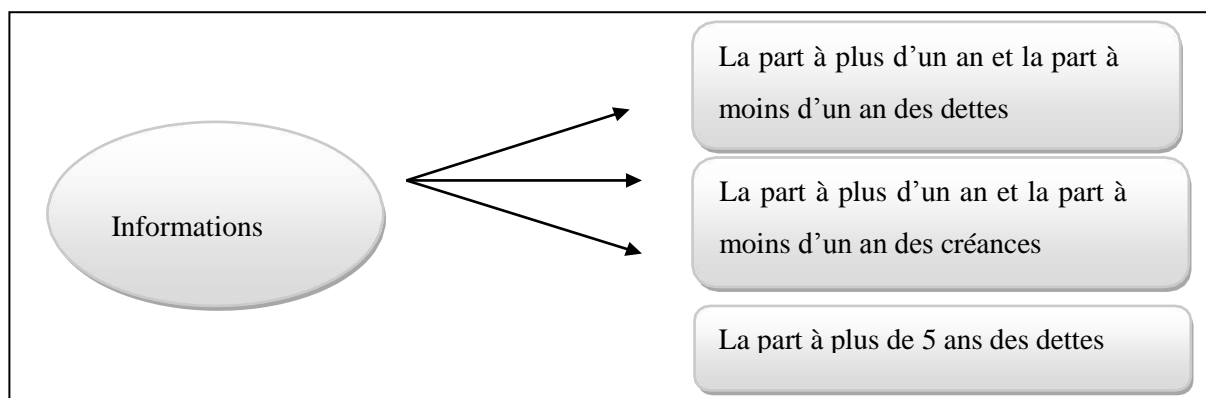 La part à plus d'un an et la part à
moins d'un an des dettes
Informations
La part à plus d'un an et la part à
moins d'un an des créances
La part à plus de 5 ans des dettes